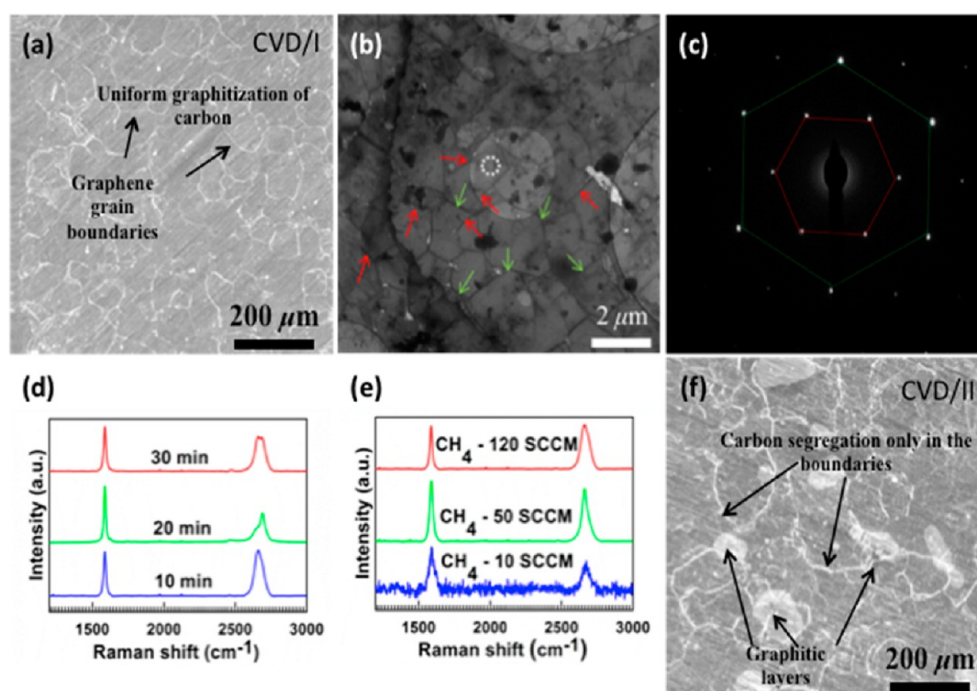 (a)
CVD/I
Uniform graphitization of
carbon
Graphene
grain
boundaries
200 μm
(b)
2 μm
(c)
(d)
Intensity (a.u.)
30 min
20 min
10 min
1500 2000 2500 3000
Raman shift (cm-1)
(e)
Intensity (a.u.)
CH4 - 120 SCCM
CH4 - 50 SCCM
CH4 - 10 SCCM
1500 2000 2500 3000
Raman shift (cm-1)
(f)
CVD/II
Carbon segregation only in the
boundaries
Graphitic
layers
200 μm